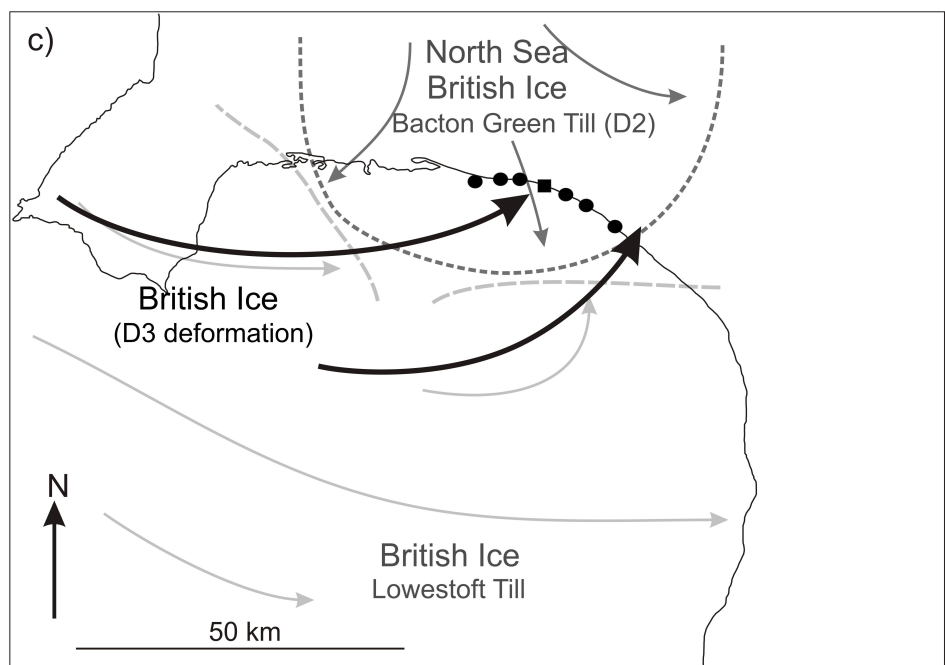 c)
North Sea
British Ice
Bacton Green Till (D2)
British Ice
(D3 deformation)
N
British Ice
Lowestoft Till
50 km